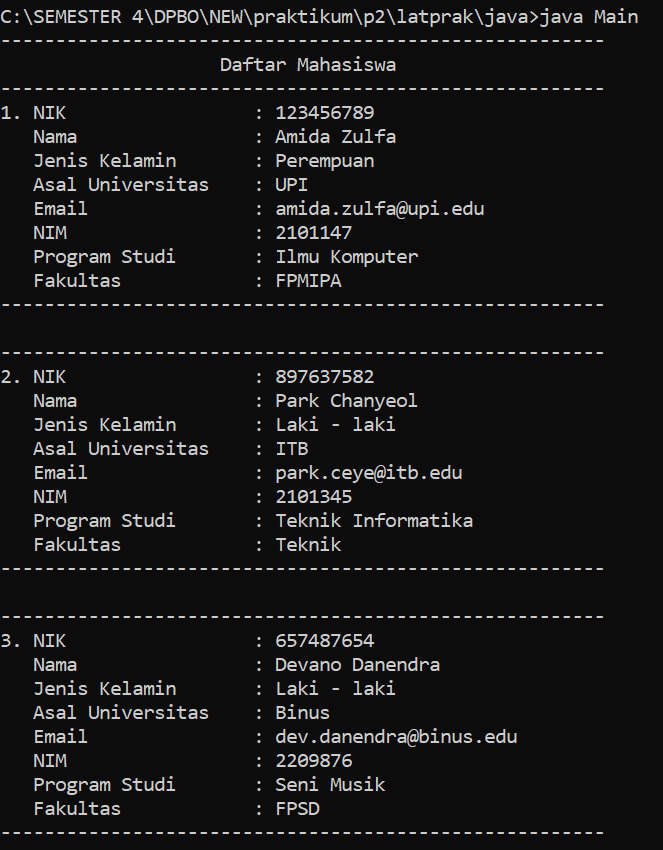 C:\SEMESTER 4\DPBO\NEW\praktikum\p2\latprak\java>java Main
-------------------------------------------------------
Daftar Mahasiswa
-------------------------------------------------------
1. NIK : 123456789
Nama : Amida Zulfa
Jenis Kelamin : Perempuan
Asal Universitas : UPI
Email : amida.zulfa@upi.edu
NIM : 2101147
Program Studi : Ilmu Komputer
Fakultas : FPMIPA
-------------------------------------------------------
-------------------------------------------------------
2. NIK : 897637582
Nama : Park Chanyeol
Jenis Kelamin : Laki - laki
Asal Universitas : ITB
Email : park.ceye@itb.edu
NIM : 2101345
Program Studi : Teknik Informatika
Fakultas : Teknik
-------------------------------------------------------
-------------------------------------------------------
3. NIK : 657487654
Nama : Devano Danendra
Jenis Kelamin : Laki - laki
Asal Universitas : Binus
Email : dev.danendra@binus.edu
NIM : 2209876
Program Studi : Seni Musik
Fakultas : FPSD
-------------------------------------------------------